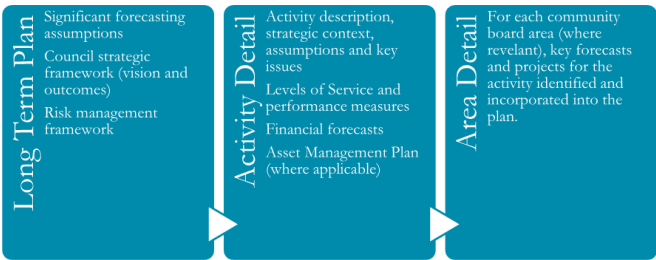 Long Term Plan
Significant forecasting
assumptions
Council strategic
framework (vision and
outcomes)
Risk management
framework
Activity Detail
Activity description,
strategic context,
assumptions and key
issues
Levels of Service and
performance measures
Financial forecasts
Asset Management Plan
(where applicable)
Area Detail
For each community
board area (where
revelant), key forecasts
and projects for the
activity identified and
incorporated into the
plan.